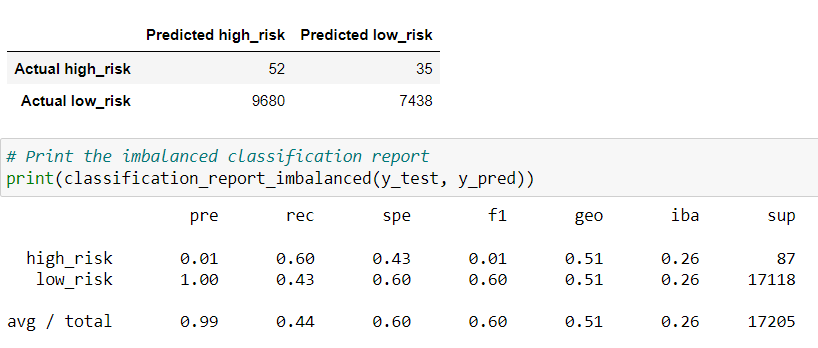 Predicted high_risk Predicted low_risk
Actual high_risk 52 35
Actual low_risk 9680 7438
# Print the imbalanced classification report
print(classification_report_imbalanced(y_test, y_pred))
pre rec spe f1 geo iba sup
high_risk 0.01 0.60 0.43 0.01 0.51 0.26 87
low_risk 1.00 0.43 0.60 0.60 0.51 0.26 17118
avg / total 0.99 0.44 0.60 0.60 0.51 0.26 17205